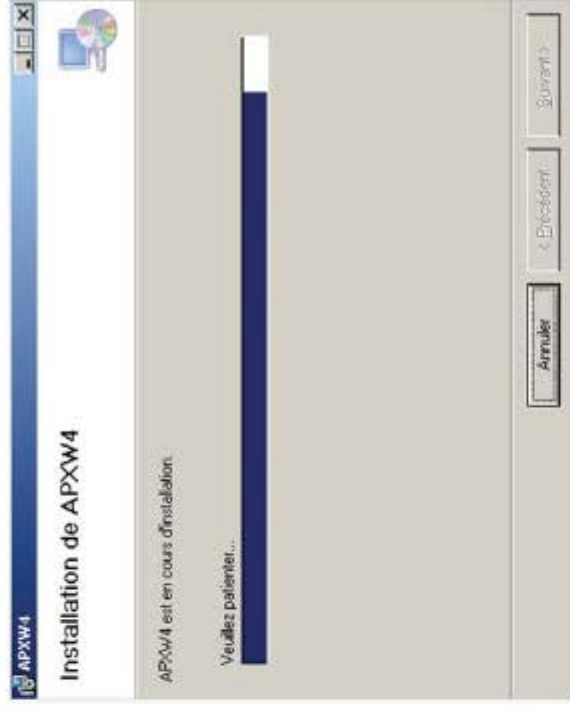 APXW4
Installation de APXW4
APXW4 est en cours d'installation.
Veuillez patienter...
Annuler
< Précédent
Suivant >